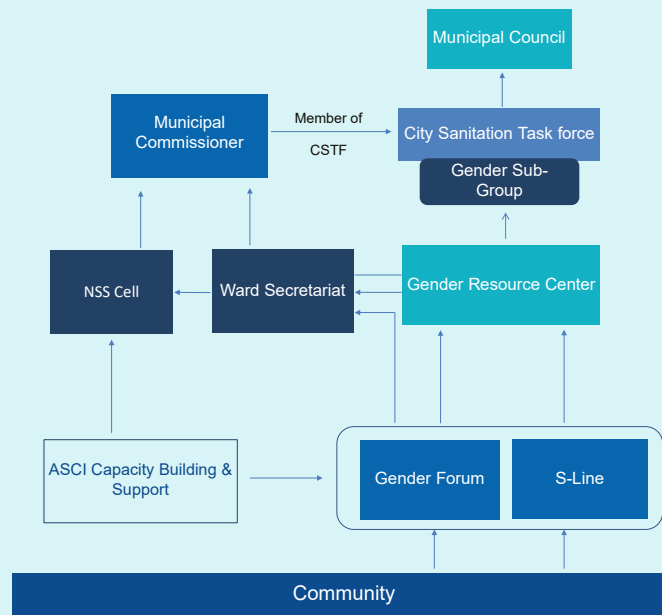 Municipal Council
Municipal
Commissioner
Member of
CSTF
City Sanitation Task force
Gender Sub-
Group
NSS Cell
Ward Secretariat
Gender Resource Center
ASCI Capacity Building &
Support
Gender Forum
S-Line
Community